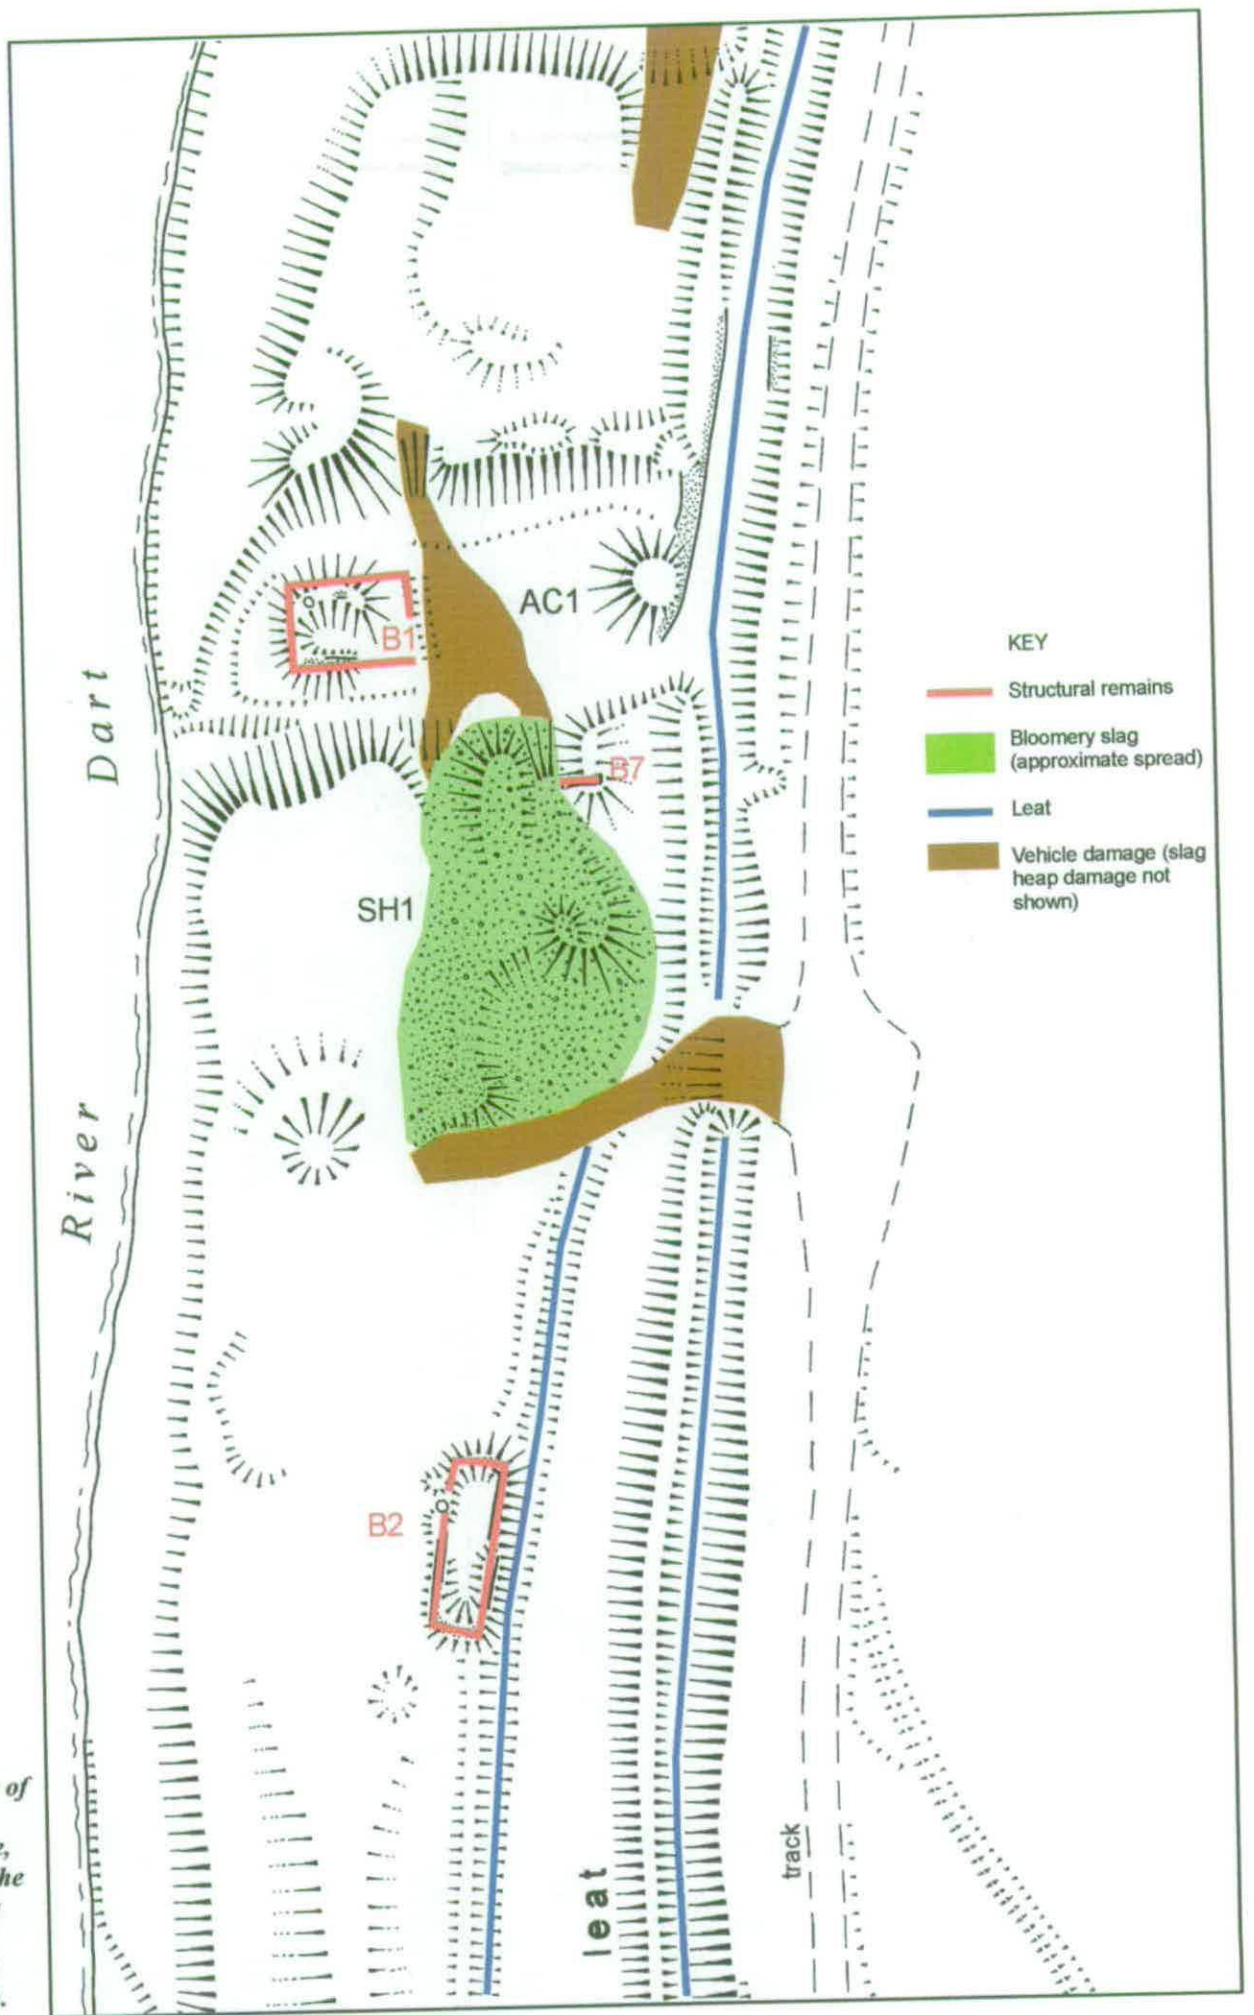 AC1
B1
Dart
B7
SH1
River
B2
leat
track
KEY
Structural remains
Bloomery slag
(approximate spread)
Leat
Vehicle damage (slag
heap damage not
shown)
of